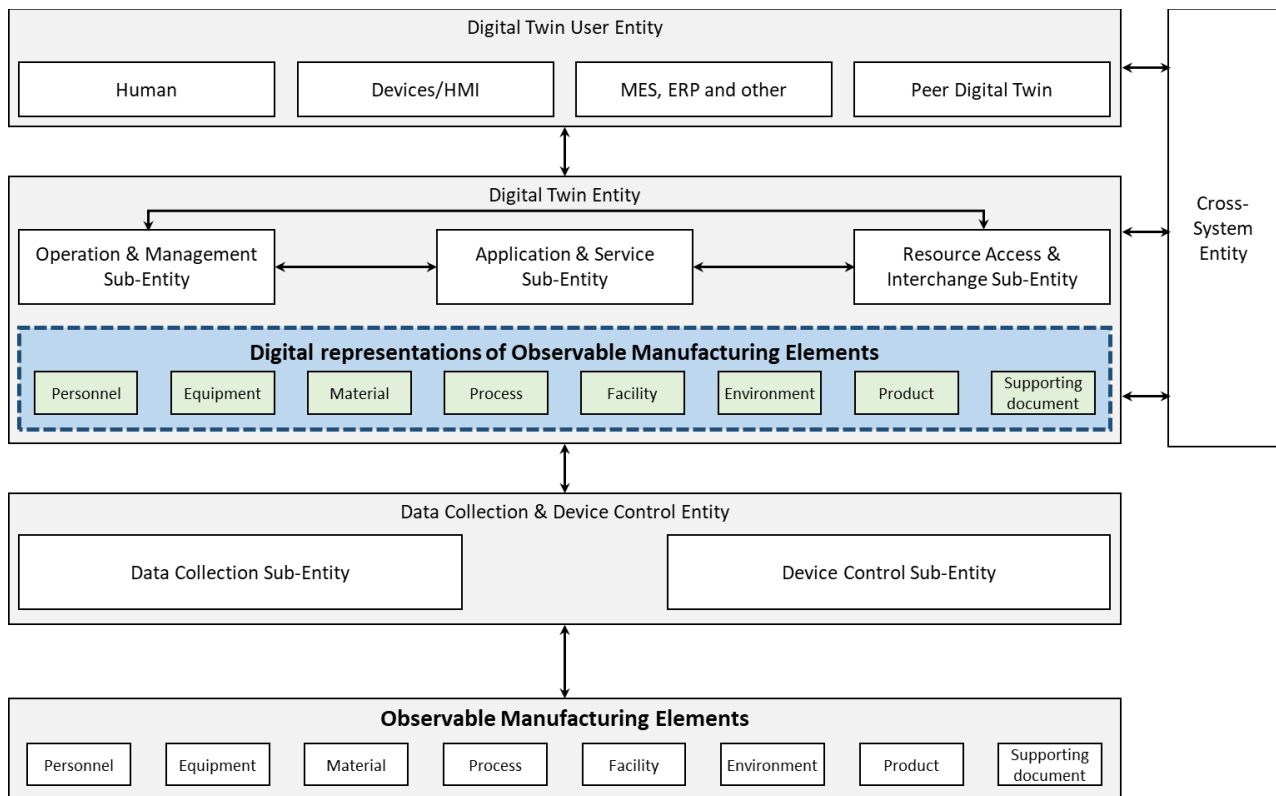 Digital Twin User Entity
Human
Devices/HMI
MES, ERP and other
Peer Digital Twin
Digital Twin Entity
Operation & Management
Sub-Entity
Application & Service
Sub-Entity
Resource Access &
Interchange Sub-Entity
Cross-
System
Entity
Digital representations of Observable Manufacturing Elements
Personnel
Equipment
Material
Process
Facility
Environment
Product
Supporting
document
Data Collection & Device Control Entity
Data Collection Sub-Entity
Device Control Sub-Entity
Observable Manufacturing Elements
Personnel
Equipment
Material
Process
Facility
Environment
Product
Supporting
document